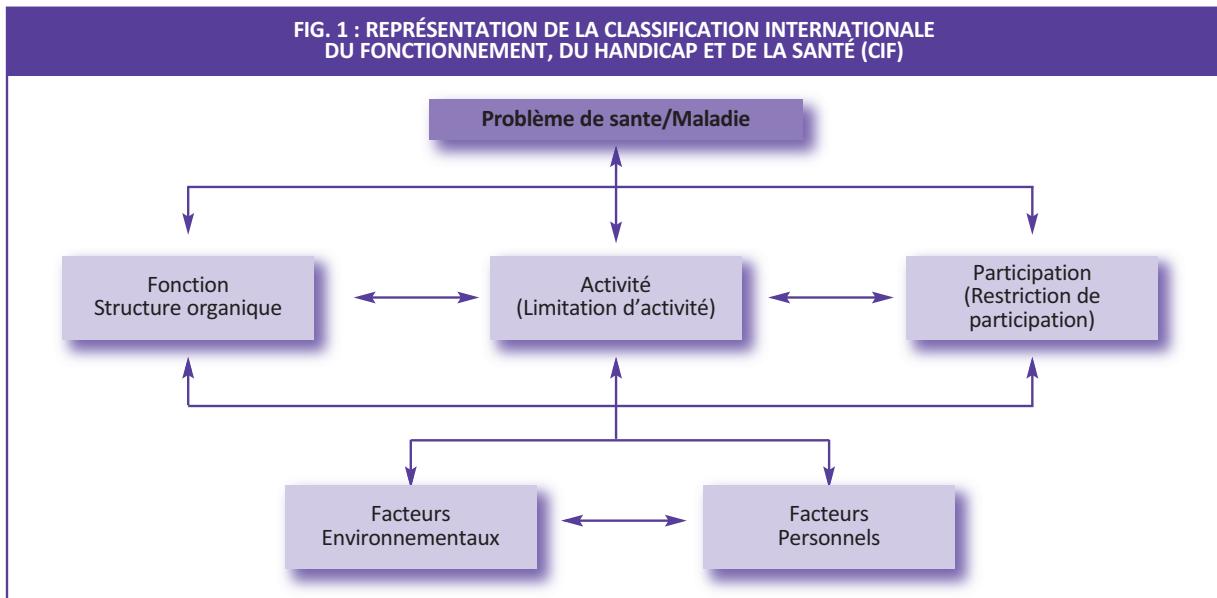 FIG. 1 : REPRÉSENTATION DE LA CLASSIFICATION INTERNATIONALE
DU FONCTIONNEMENT, DU HANDICAP ET DE LA SANTÉ (CIF)
Problème de sante/Maladie
Fonction
Structure organique
Activité
(Limitation d'activité)
Participation
(Restriction de
participation)
Facteurs
Environnementaux
Facteurs
Personnels